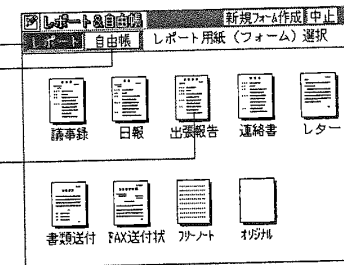 レポート&自由帳 新規フォーム作成 中止
レポート 自由帳 レポート用紙(フォーム)選択
議事録 日報 出張報告 連絡書 レター
書類送付 FAX送付状 フリーノート オリジナル